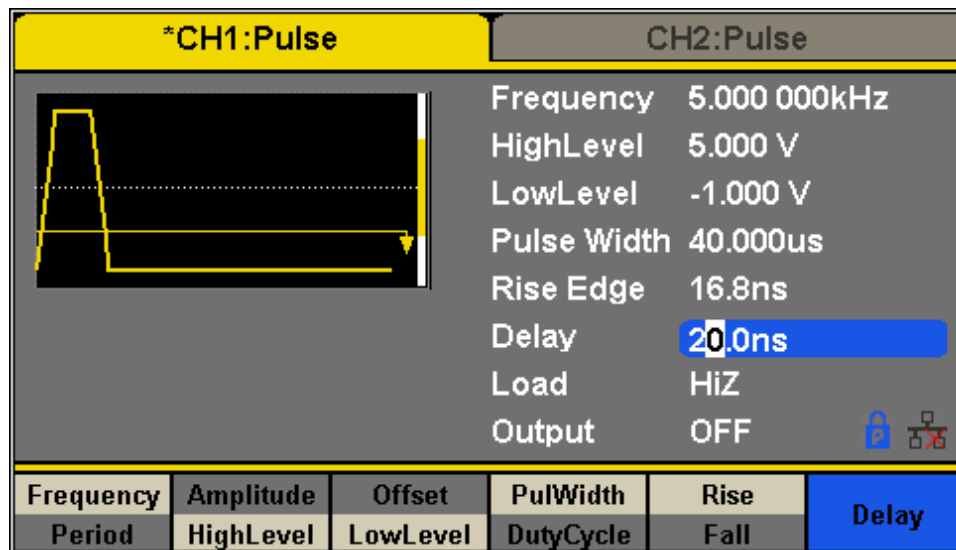 *CH1:Pulse CH2:Pulse
Frequency 5.000 000kHz
HighLevel 5.000 V
LowLevel -1.000 V
Pulse Width 40.000us
Rise Edge 16.8ns
Delay 20.0ns
Load HiZ
Output OFF P
Frequency Amplitude Offset PulWidth Rise Delay
Period HighLevel LowLevel DutyCycle Fall